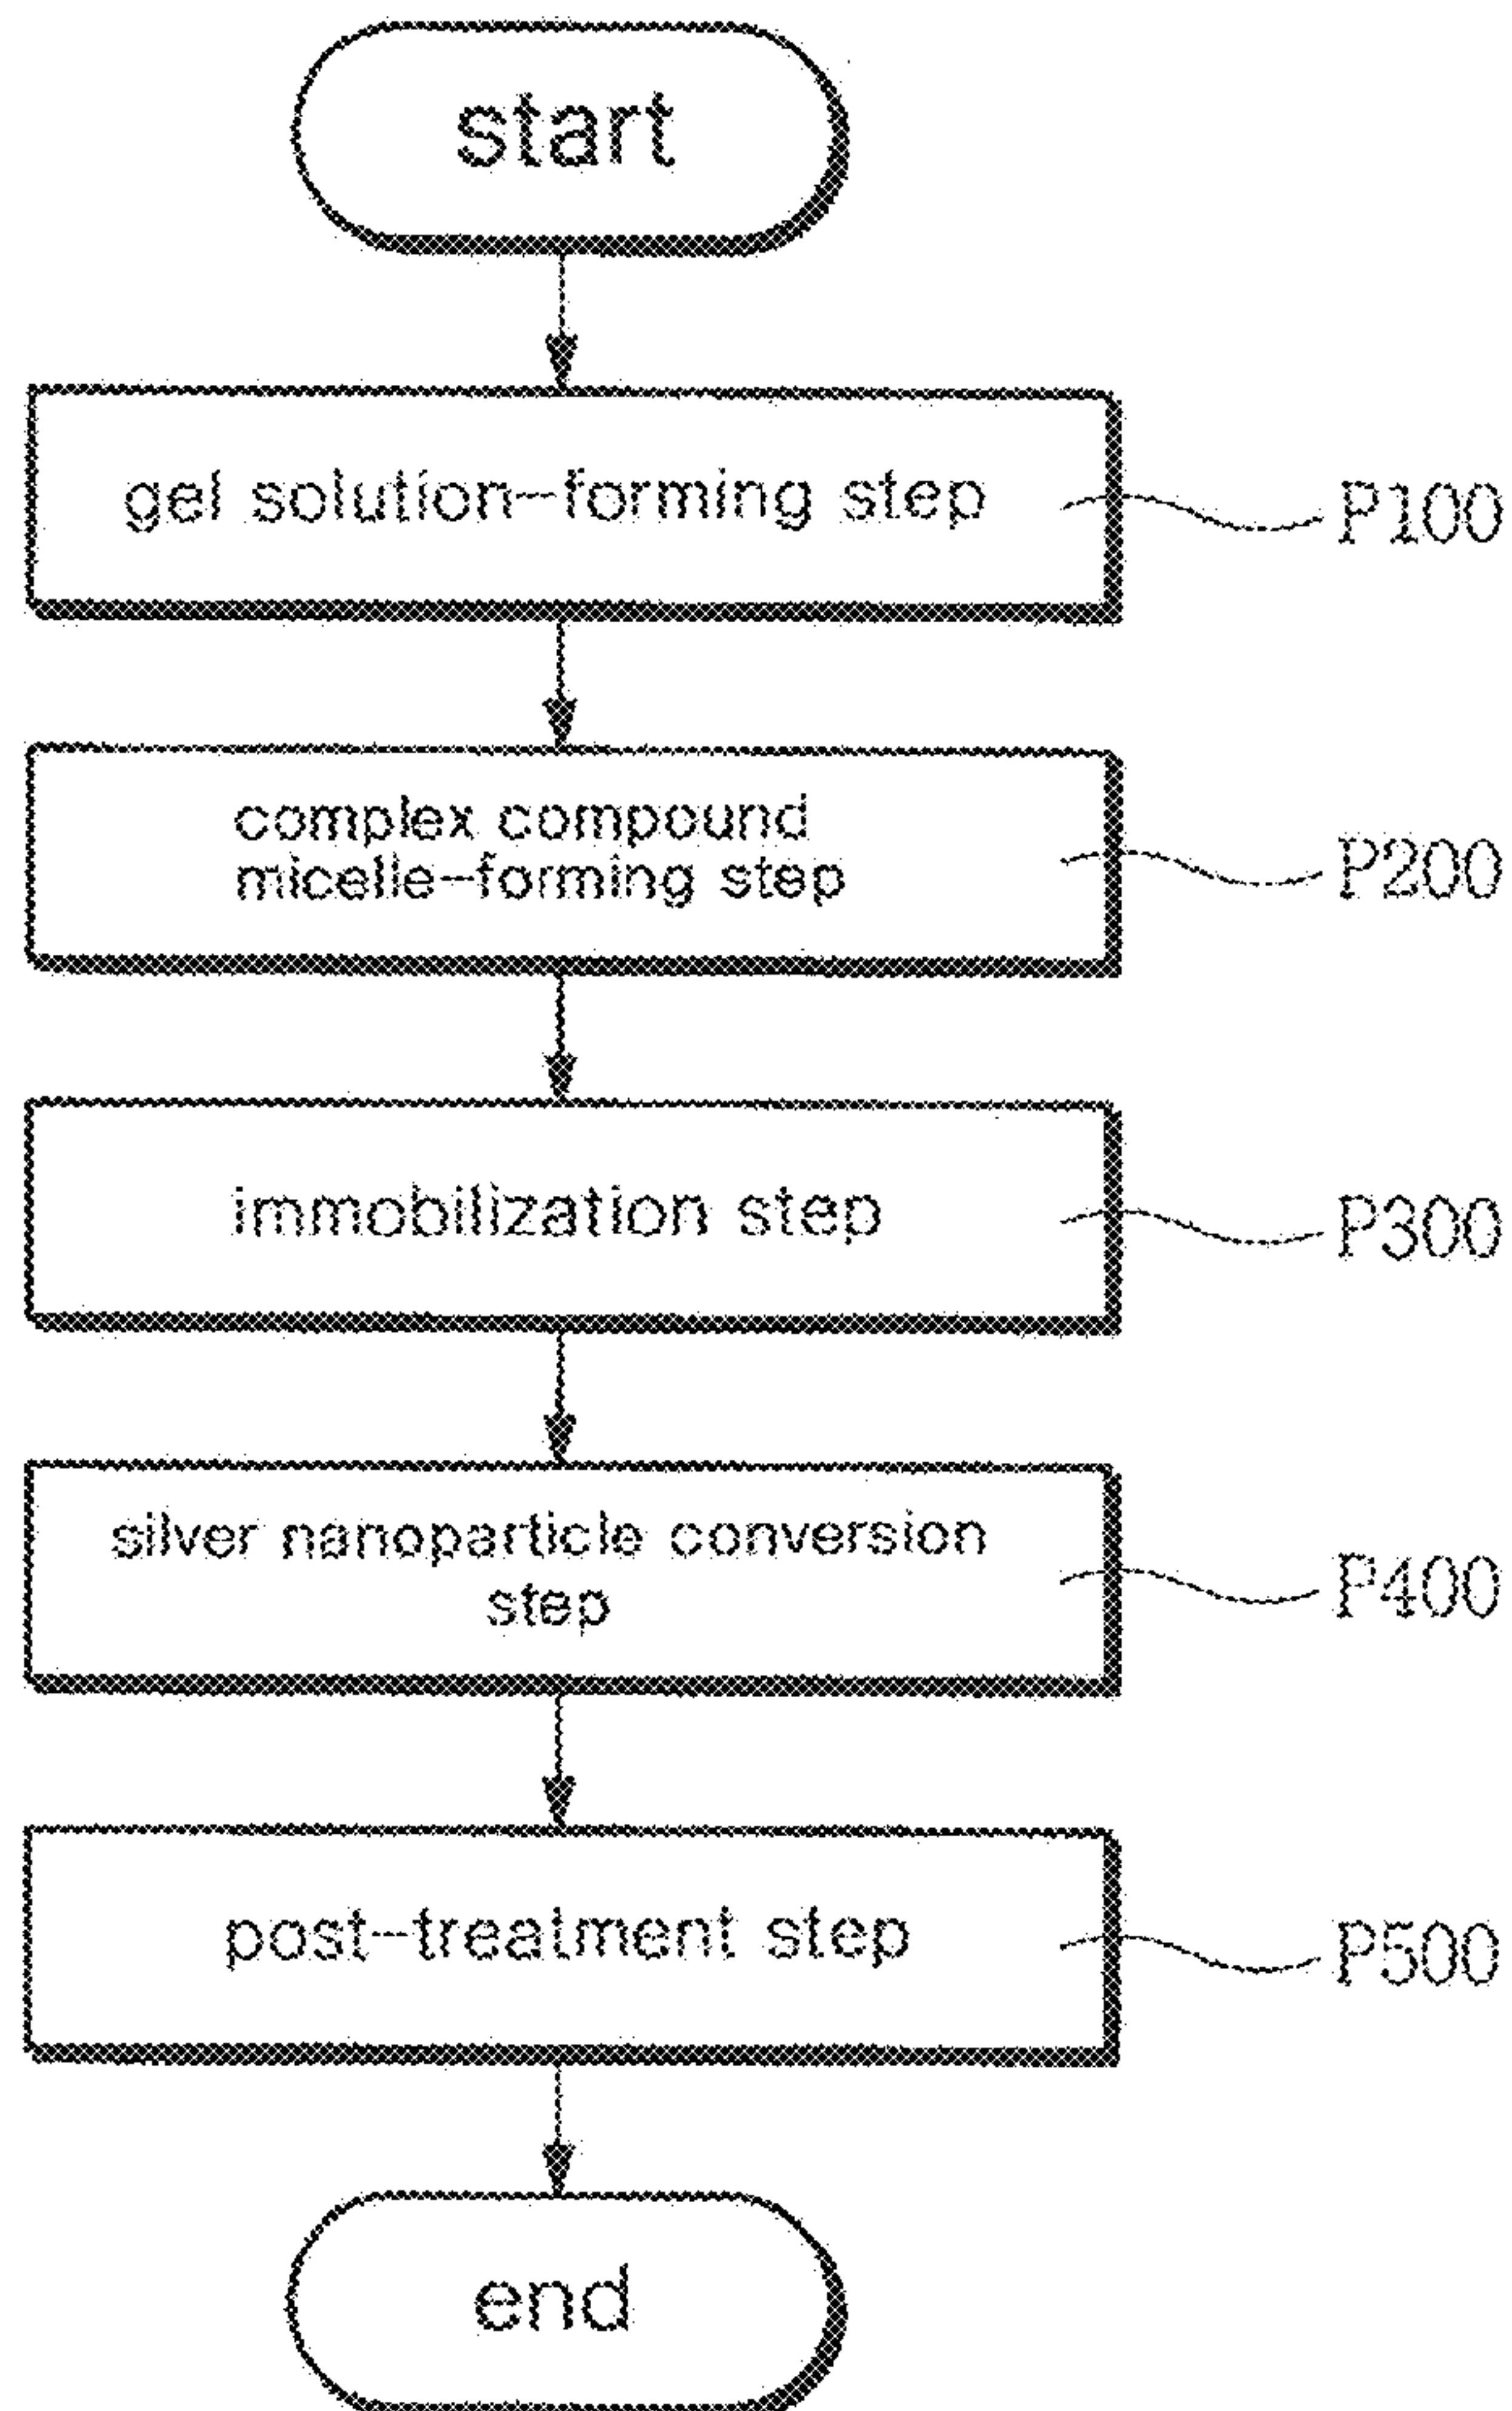 start
gel solution-forming step
P100
complex compound
micelle-forming step
P200
immobilization step
P300
silver nanoparticle conversion
step
P400
post-treatment step
P500
end